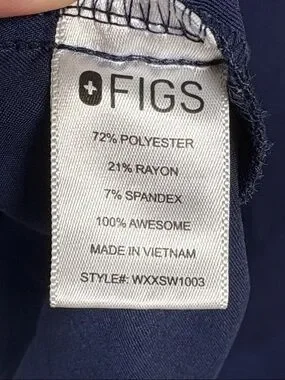 FIGS
72% POLYESTER
21% RAYON
7% SPANDEX
100% AWESOME
MADE IN VIETNAM
STYLE#: WXXSW1003